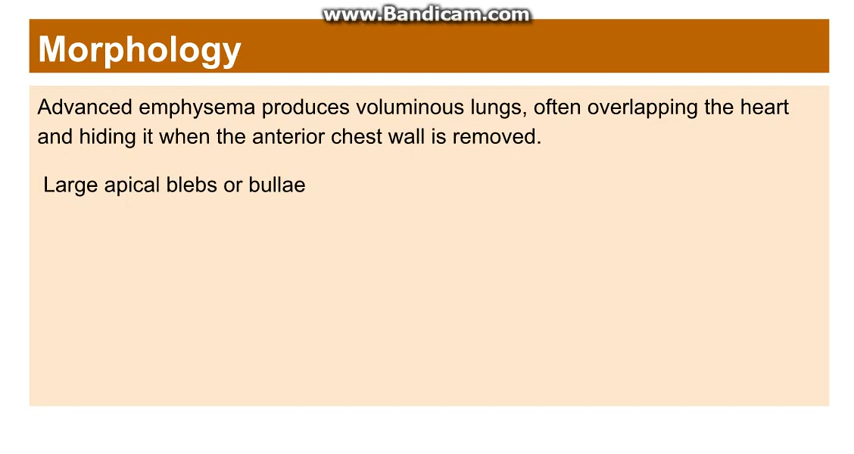 www.Bandicam.com
Morphology
Advanced emphysema produces voluminous lungs, often overlapping the heart
and hiding it when the anterior chest wall is removed.
Large apical blebs or bullae